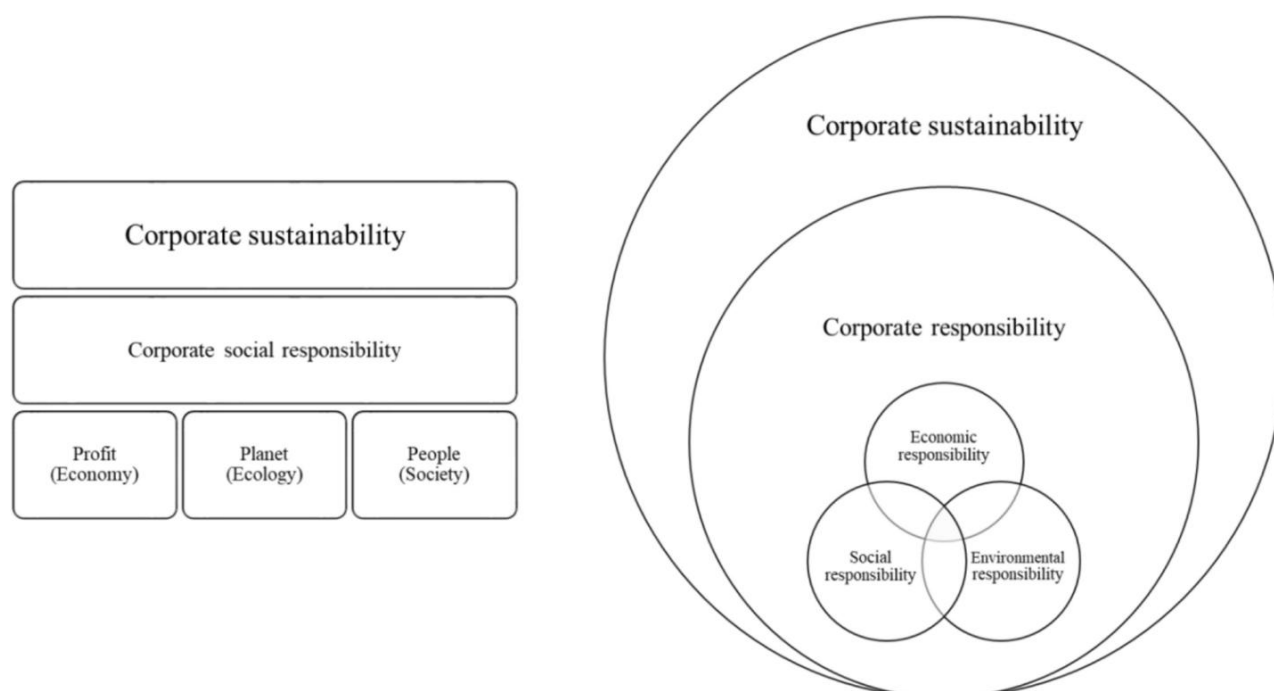 Corporate sustainability
Corporate social responsibility
Profit
(Economy)
Planet
(Ecology)
People
(Society)
Corporate sustainability
Corporate responsibility
Economic
responsibility
Social
responsibility
Environmental
responsibility